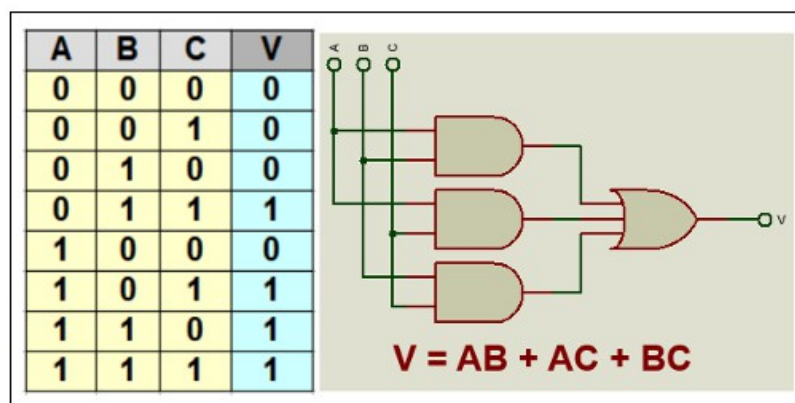 A B C V
0 0 0 0
0 0 1 0
0 1 0 0
0 1 1 1
1 0 0 0
1 0 1 1
1 1 0 1
1 1 1 1
A B C
V
V = AB + AC + BC